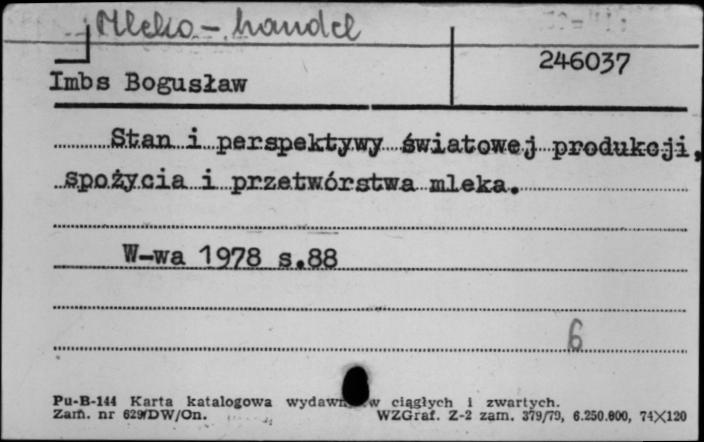 Mleko - handel
246037
Imbs Bogusław
Stan i perspektywy światowej produkcji,
spożycia i przetwórstwa mleka.
W-wa 1978 s.88
6
Pu-B-144 Karta katalogowa ciągłych i zwartych.
Zam. nr 629/DW/On. WZGraf. Z-2 zam. 379/79, 6.250.000, 74X120